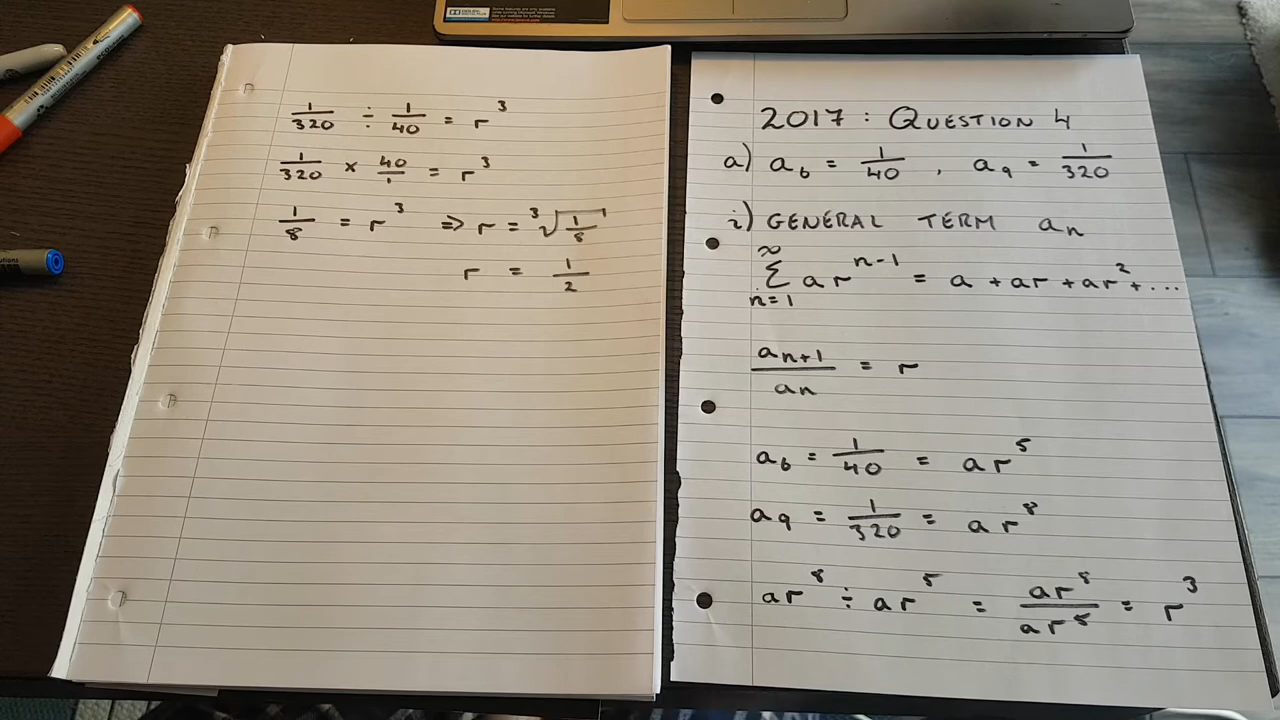 1/320 ÷ 1/40 = r³
1/320 × 40/1 = r³
1/8 = r³ ⇒ r = ∛(1/8)
r = 1/2
2017 : QUESTION 4
a) a₆ = 1/40 , a₉ = 1/320
i) GENERAL TERM aₙ
∞
Σ arⁿ⁻¹ = a + ar + ar² + ...
n=1
aₙ₊₁/aₙ = r
a₆ = 1/40 = ar⁵
a₉ = 1/320 = ar⁸
ar⁸ ÷ ar⁵ = ar⁸/ar⁵ = r³